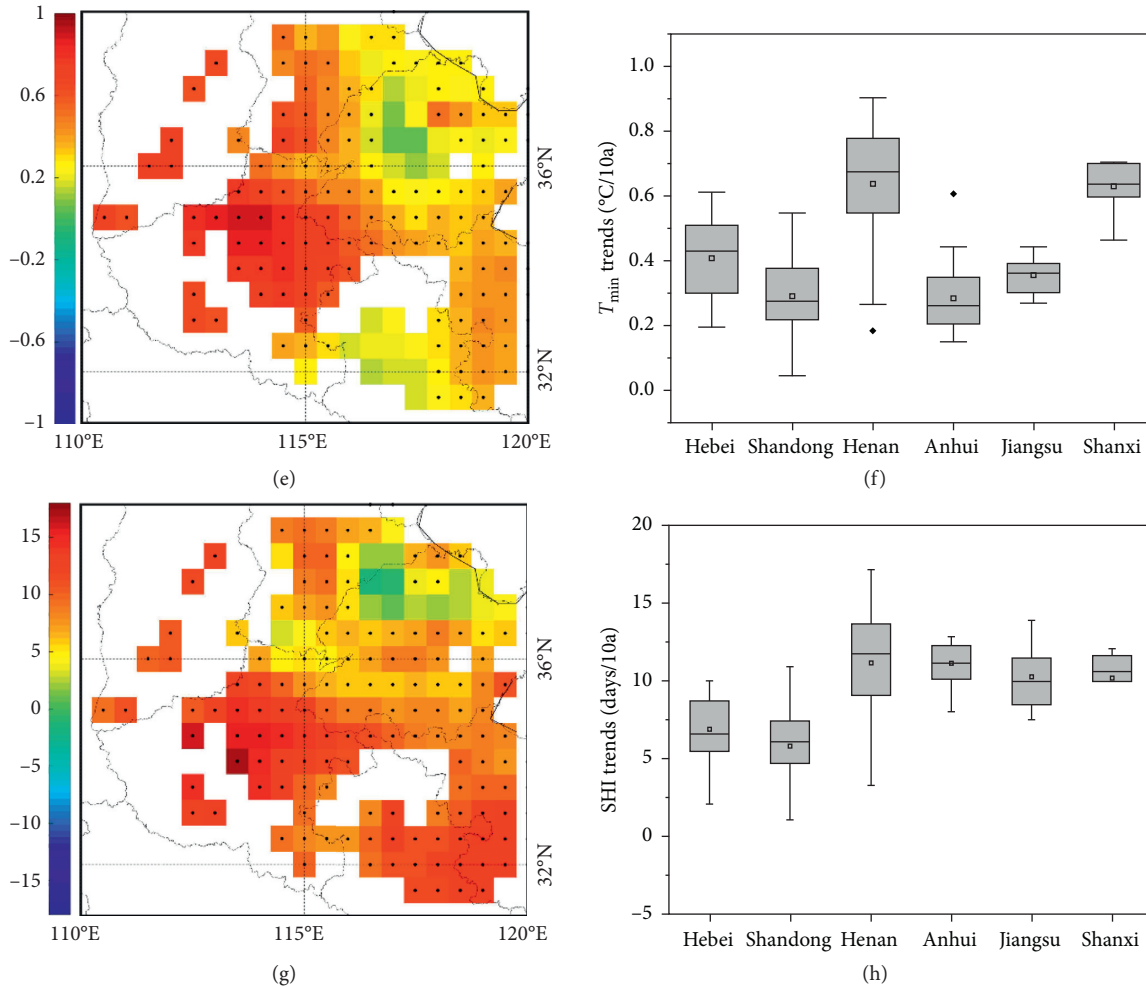 1
0.6
0.2
−0.2
−0.6
−1
36°N
32°N
110°E 115°E 120°E
(e)
1.0
0.8
0.6
0.4
0.2
0.0
Tmin trends (°C/10a)
Hebei Shandong Henan Anhui Jiangsu Shanxi
(f)
15
10
5
0
−5
−10
−15
36°N
32°N
110°E 115°E 120°E
(g)
20
15
10
5
0
−5
SHI trends (days/10a)
Hebei Shandong Henan Anhui Jiangsu Shanxi
(h)